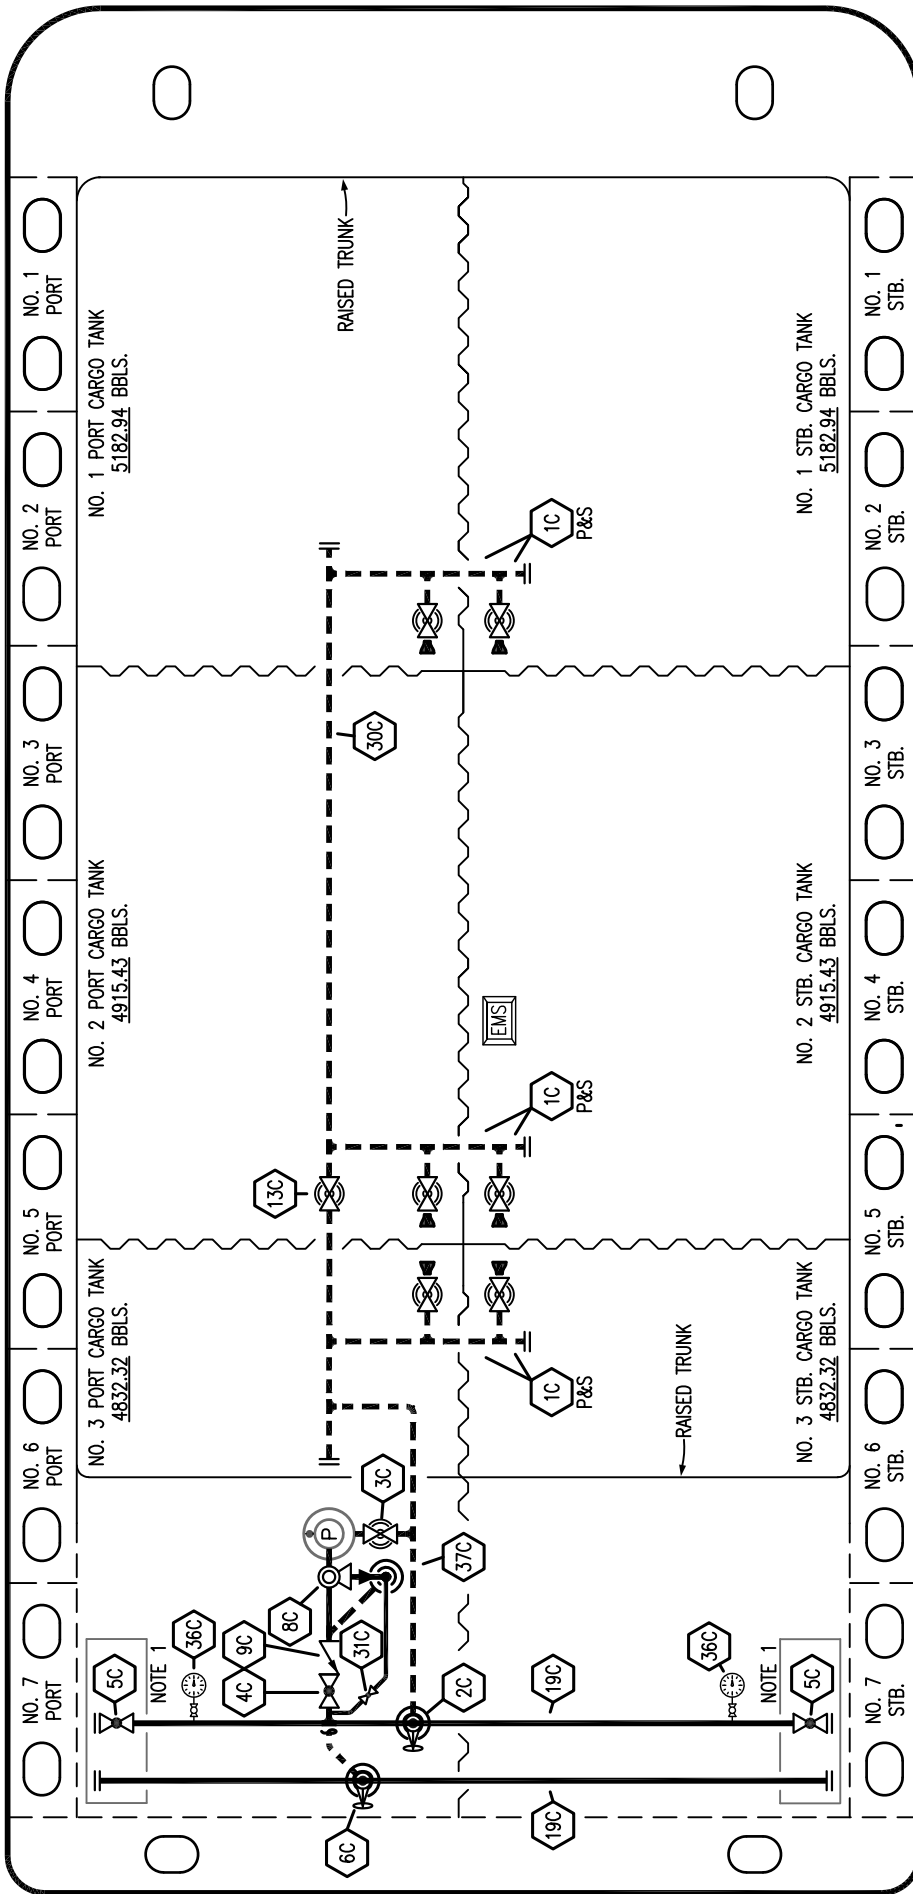 NO. 1
PORT
NO. 2
PORT
NO. 3
PORT
NO. 4
PORT
NO. 5
PORT
NO. 6
PORT
NO. 7
PORT
NO. 1 PORT CARGO TANK
5182.94 BBLS.
NO. 2 PORT CARGO TANK
4915.43 BBLS.
NO. 3 PORT CARGO TANK
4832.32 BBLS.
RAISED TRUNK
1C
P&S
30C
EMS
1C
P&S
13C
1C
P&S
RAISED TRUNK
3C
P
37C
8C
9C
4C
31C
2C
36C
NOTE 1
5C
19C
36C
NOTE 1
5C
6C
19C
NO. 1 STB. CARGO TANK
5182.94 BBLS.
NO. 2 STB. CARGO TANK
4915.43 BBLS.
NO. 3 STB. CARGO TANK
4832.32 BBLS.
NO. 1
STB.
NO. 2
STB.
NO. 3
STB.
NO. 4
STB.
NO. 5
STB.
NO. 6
STB.
NO. 7
STB.